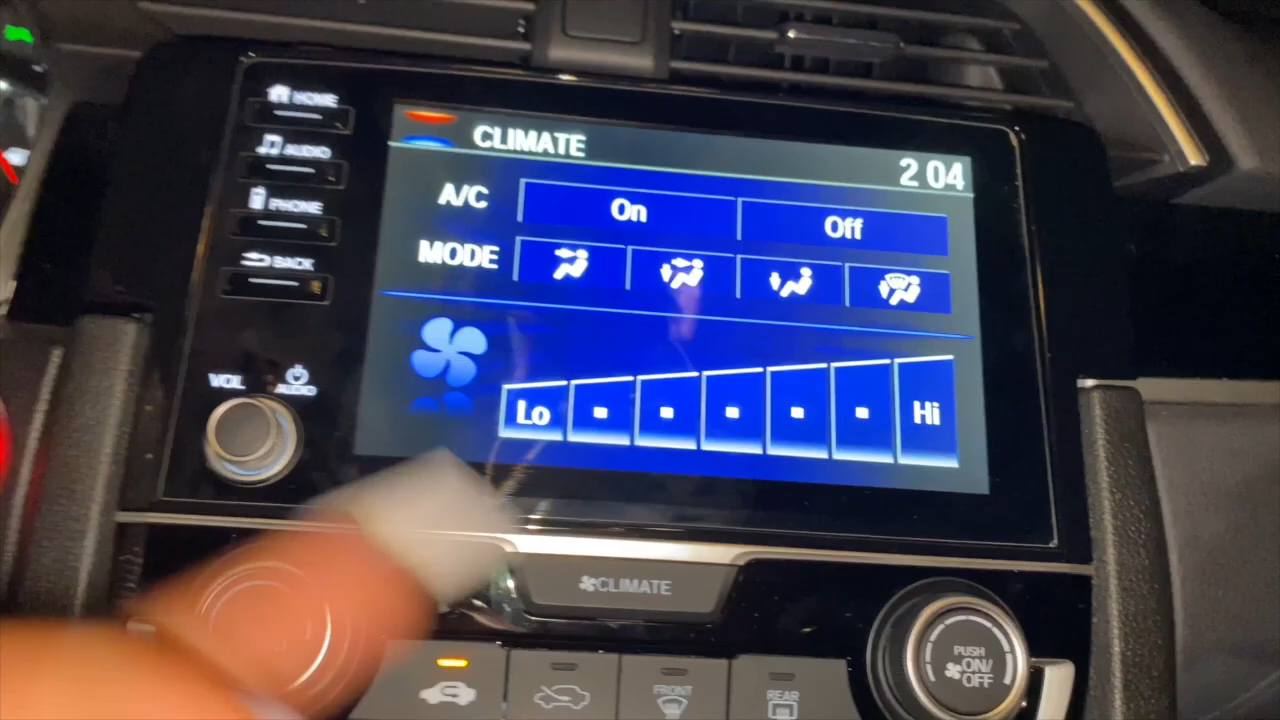 HOME
AUDIO
PHONE
BACK
VOL
AUDIO
CLIMATE
2 04
A/C
On
Off
MODE
Lo
Hi
CLIMATE
FRONT
REAR
PUSH
ON/
OFF